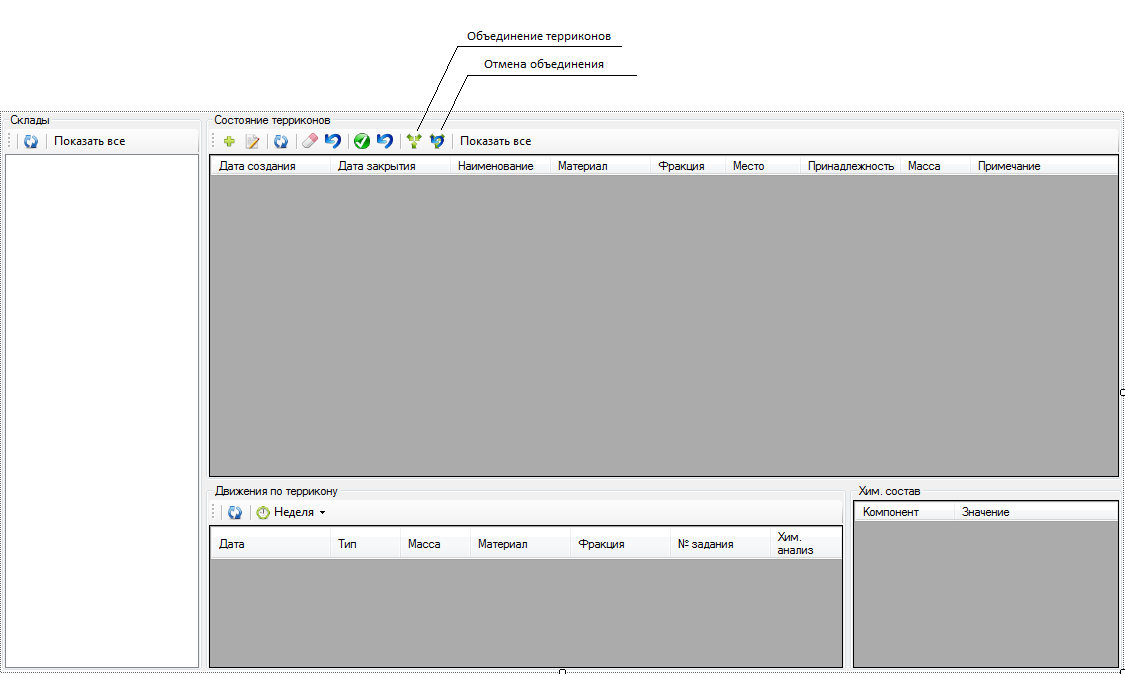 Объединение терриконов
Отмена объединения
Склады
Показать все
Состояние терриконов
Показать все
Дата создания Дата закрытия Наименование Материал Фракция Место Принадлежность Масса Примечание
Движения по террикону
Неделя
Дата Тип Масса Материал Фракция № задания Хим.
анализ
Хим. состав
Компонент Значение